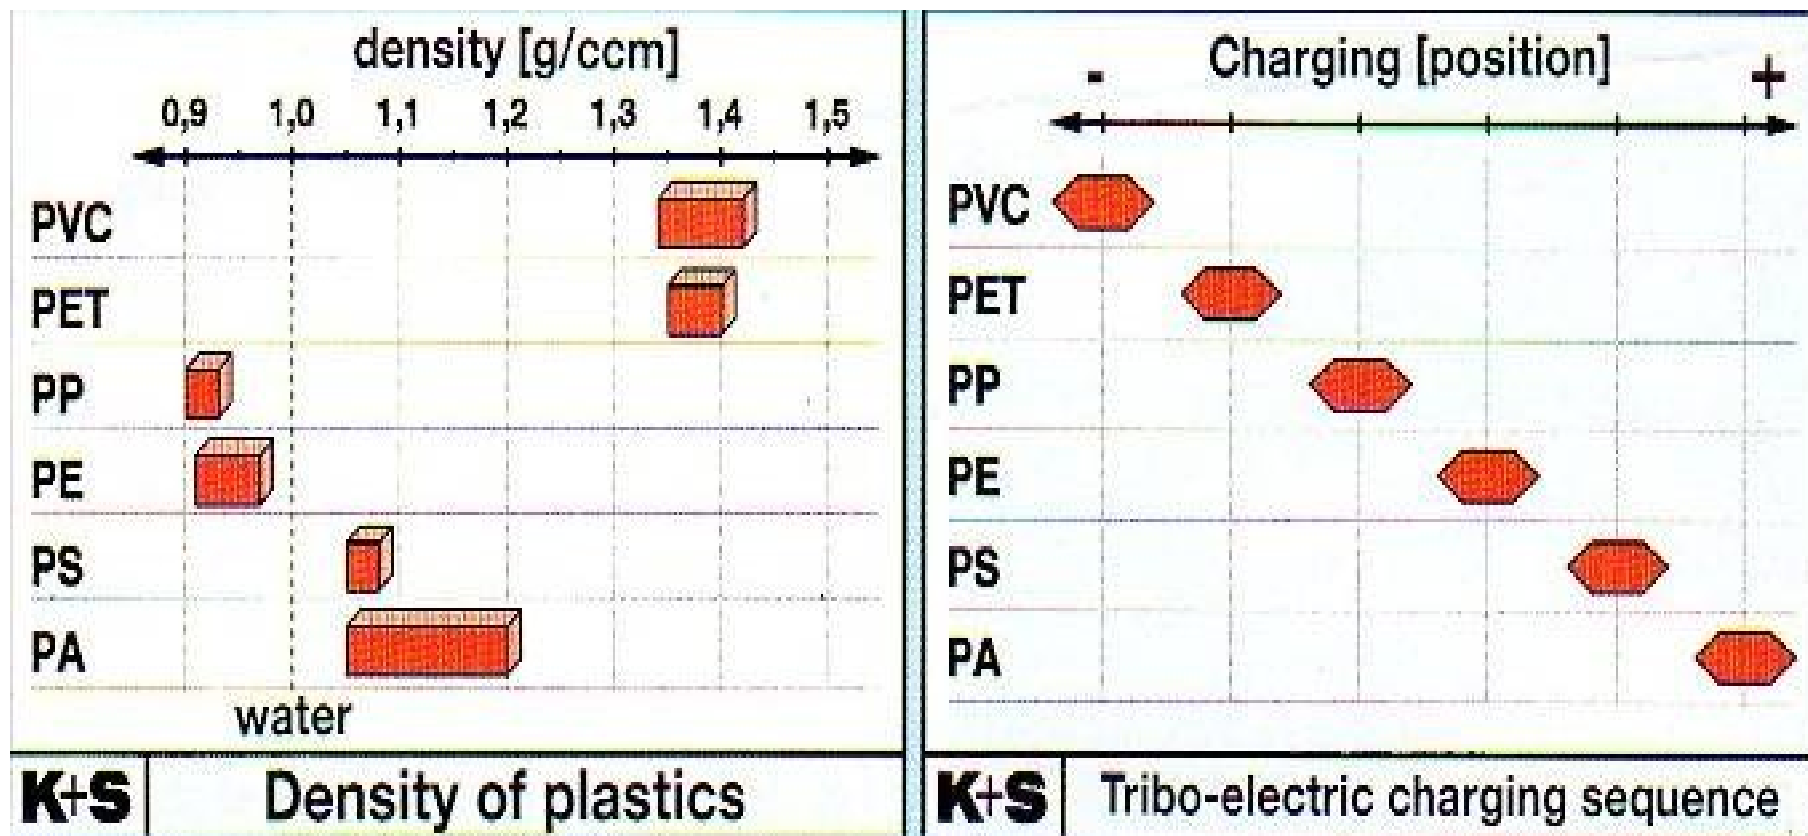 density [g/ccm]
0,9 1,0 1,1 1,2 1,3 1,4 1,5
PVC
PET
PP
PE
PS
PA
water
K+S Density of plastics
Charging [position]
- +
PVC
PET
PP
PE
PS
PA
K+S Tribo-electric charging sequence